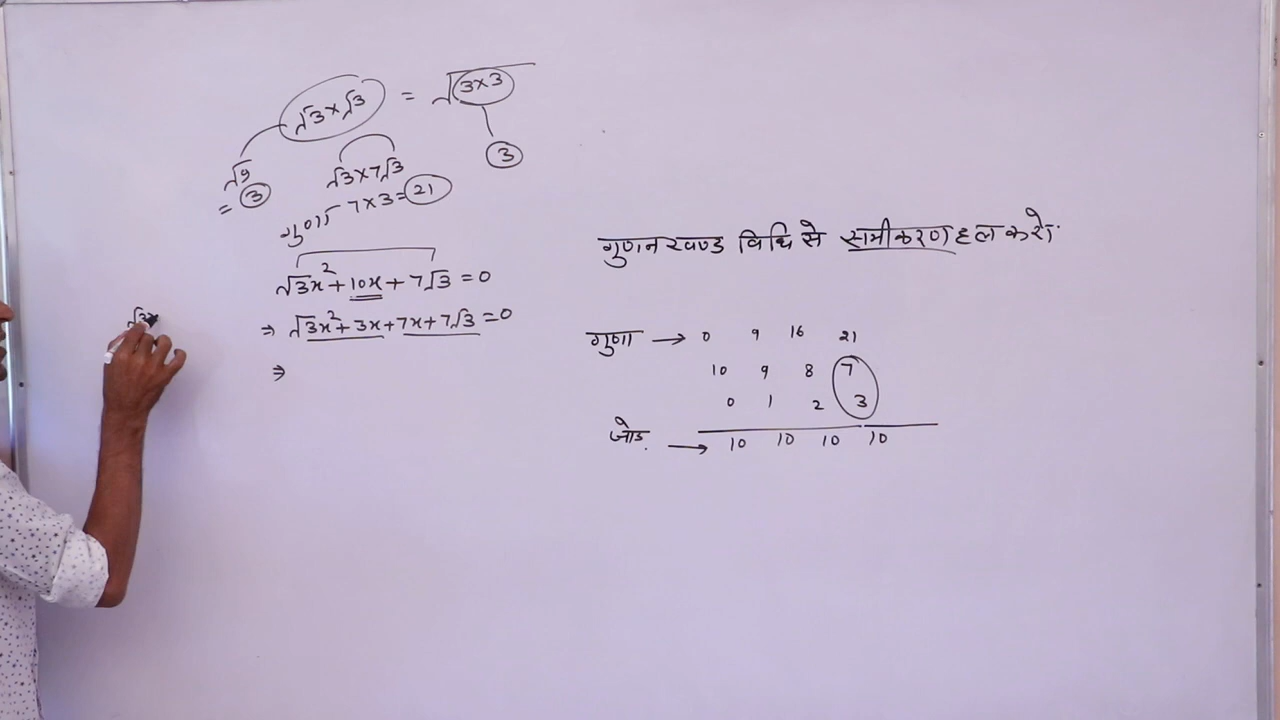 √3×√3 = √3×3
√9
3
= 3
√3×7√3
गुणा 7×3=21
√3x²+10x+7√3=0
⇒ √3x²+3x+7x+7√3=0
⇒
√3x
गुणनखण्ड विधि से समीकरण हल करो
गुणा → 0 9 16 21
10 9 8 7
0 1 2 3
जोड. → 10 10 10 10